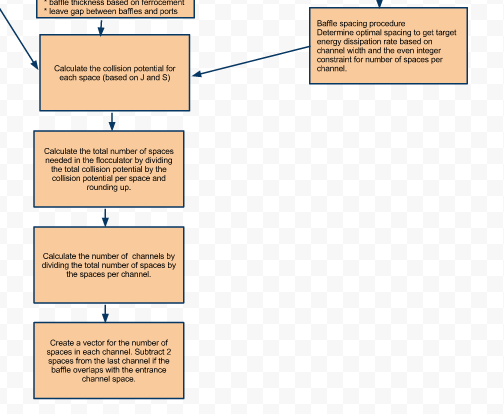 * baffle thickness based on ferrocement
* leave gap between baffles and ports
Baffle spacing procedure
Determine optimal spacing to get target
energy dissipation rate based on
channel width and the even integer
constraint for number of spaces per
channel.
Calculate the collision potential for
each space (based on J and S)
Calculate the total number of spaces
needed in the flocculator by dividing
the total collision potential by the
collision potential per space and
rounding up.
Calculate the number of channels by
dividing the total number of spaces by
the spaces per channel.
Create a vector for the number of
spaces in each channel. Subtract 2
spaces from the last channel if the
baffle overlaps with the entrance
channel space.